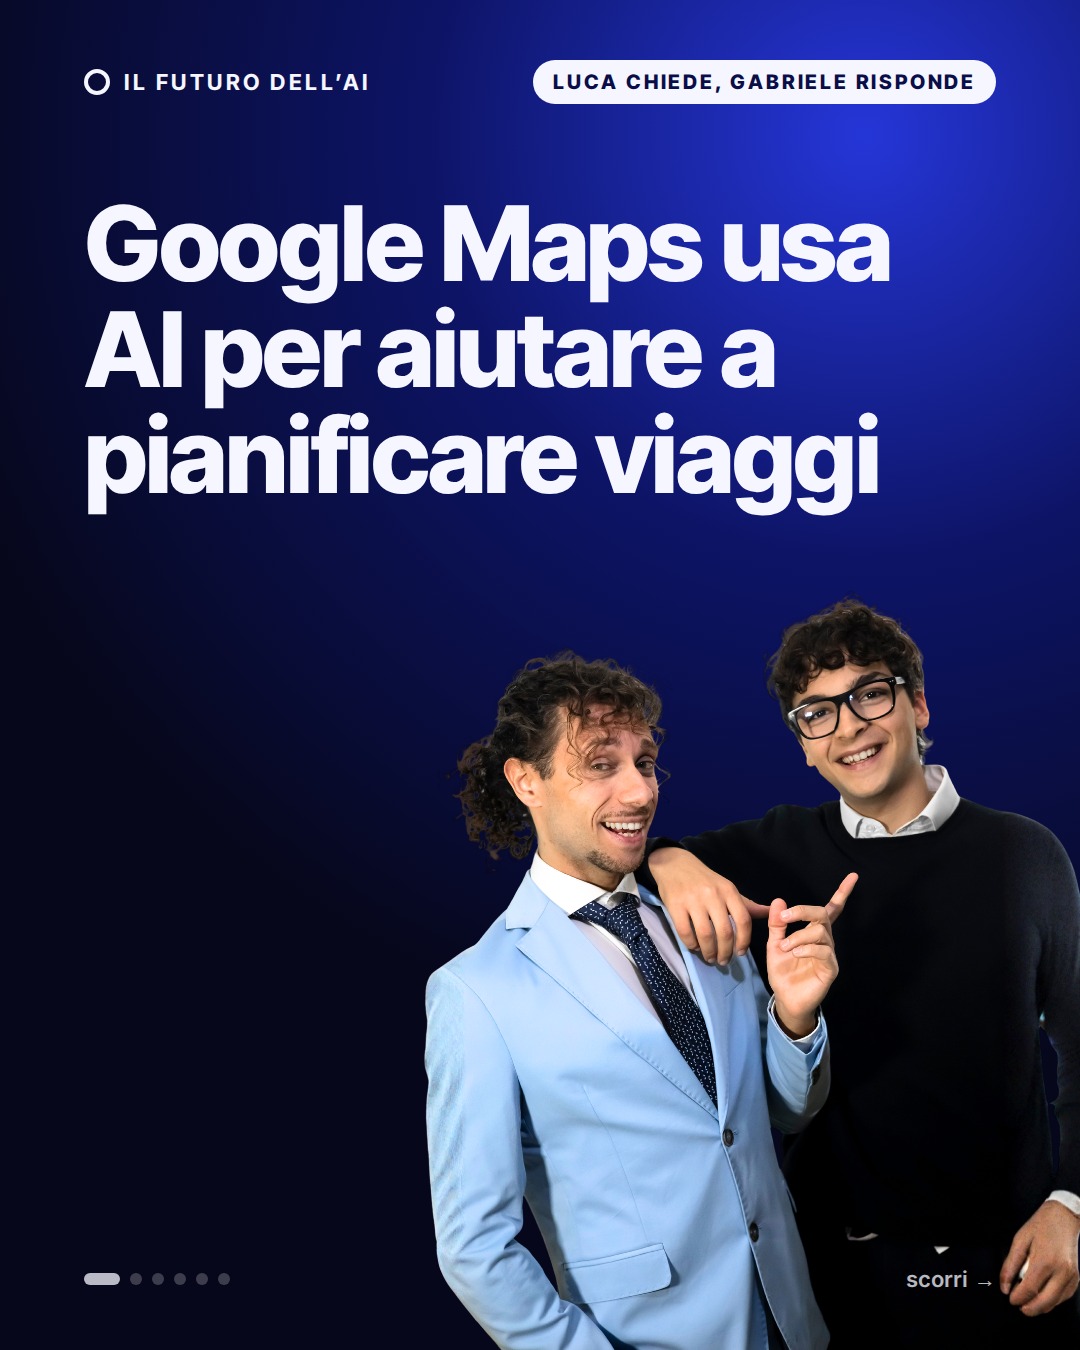 IL FUTURO DELL’AI
LUCA CHIEDE, GABRIELE RISPONDE
Google Maps usa
AI per aiutare a
pianificare viaggi
scorri →